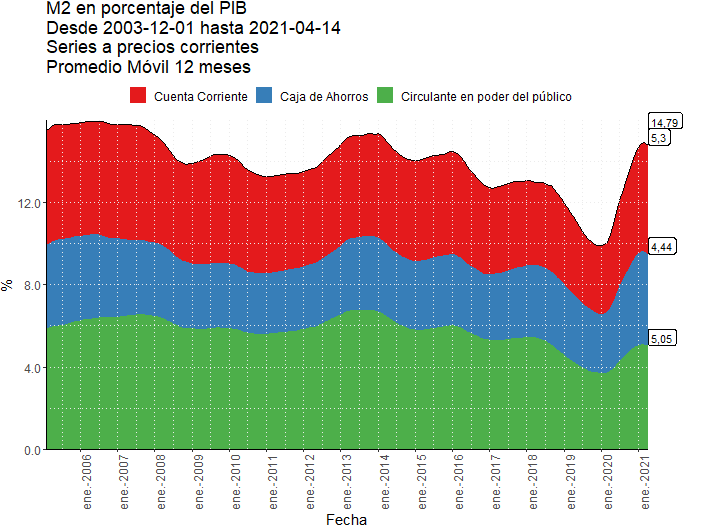 M2 en porcentaje del PIB
Desde 2003-12-01 hasta 2021-04-14
Series a precios corrientes
Promedio Móvil 12 meses
Cuenta Corriente Caja de Ahorros Circulante en poder del público
14.79
5,3
12.0
4,44
8.0
%
5,05
4.0
0.0
ene.-2006 ene.-2007 ene.-2008 ene.-2009 ene.-2010 ene.-2011 ene.-2012 ene.-2013 ene.-2014 ene.-2015 ene.-2016 ene.-2017 ene.-2018 ene.-2019 ene.-2020 ene.-2021
Fecha